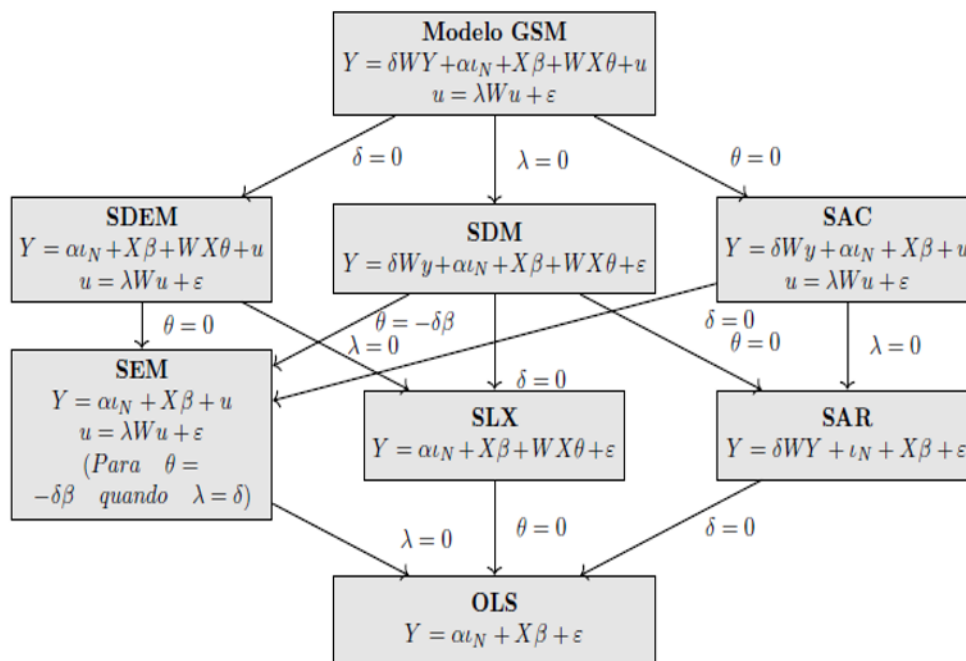 Modelo GSM
Y = δWY+αι_N+Xβ+WXθ+u
u = λWu + ε
δ = 0
λ = 0
θ = 0
SDEM
Y = αι_N+Xβ+WXθ+u
u = λWu + ε
SDM
Y = δWy+αι_N+Xβ+WXθ+ε
SAC
Y = δWy+αι_N + Xβ+u
u = λWu + ε
θ = 0
λ = 0
θ = −δβ
δ = 0
δ = 0
θ = 0
λ = 0
SEM
Y = αι_N + Xβ + u
u = λWu + ε
(Para θ =
−δβ quando λ = δ)
SLX
Y = αι_N+Xβ+WXθ+ε
SAR
Y = δWY + ι_N + Xβ+ε
λ = 0
θ = 0
δ = 0
OLS
Y = αι_N + Xβ + ε